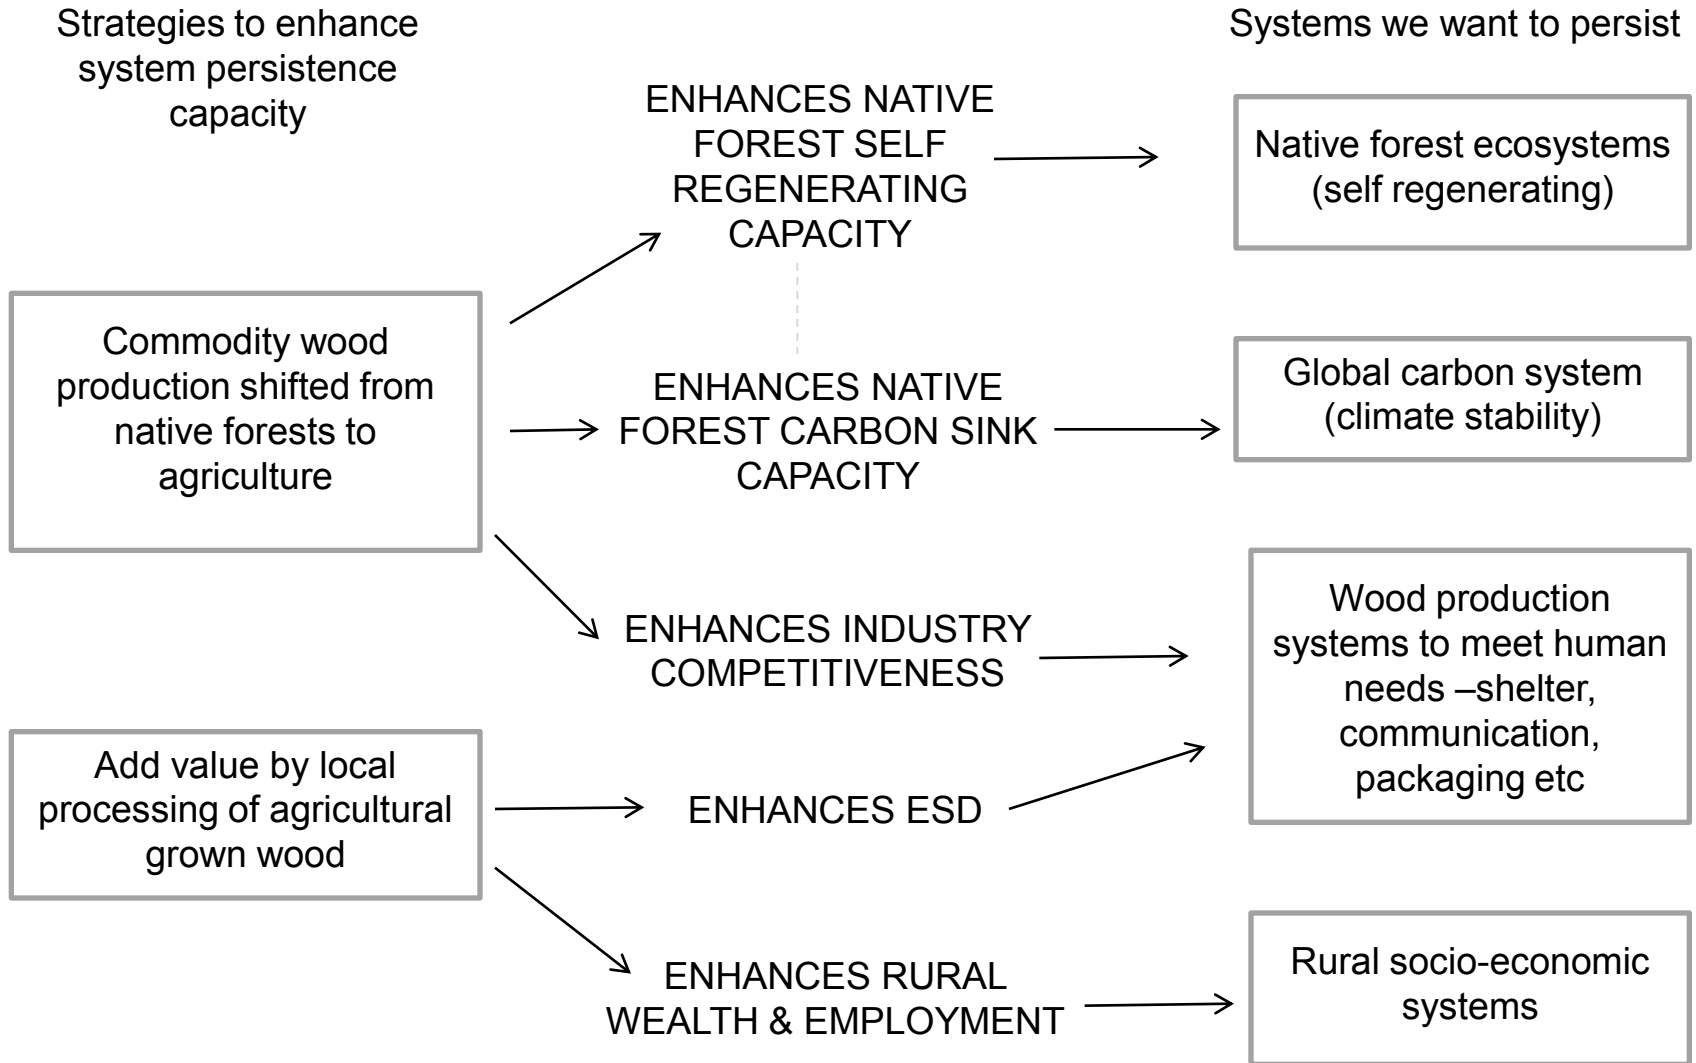 Strategies to enhance
system persistence
capacity
Systems we want to persist
ENHANCES NATIVE
FOREST SELF
REGENERATING
CAPACITY
Native forest ecosystems
(self regenerating)
Commodity wood
production shifted from
native forests to
agriculture
ENHANCES NATIVE
FOREST CARBON SINK
CAPACITY
Global carbon system
(climate stability)
ENHANCES INDUSTRY
COMPETITIVENESS
Wood production
systems to meet human
needs –shelter,
communication,
packaging etc
Add value by local
processing of agricultural
grown wood
ENHANCES ESD
ENHANCES RURAL
WEALTH & EMPLOYMENT
Rural socio-economic
systems